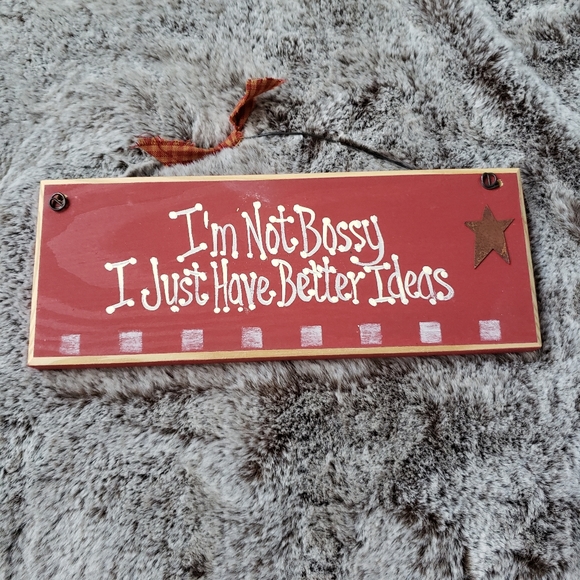 I'm Not Bossy
I Just Have Better Ideas